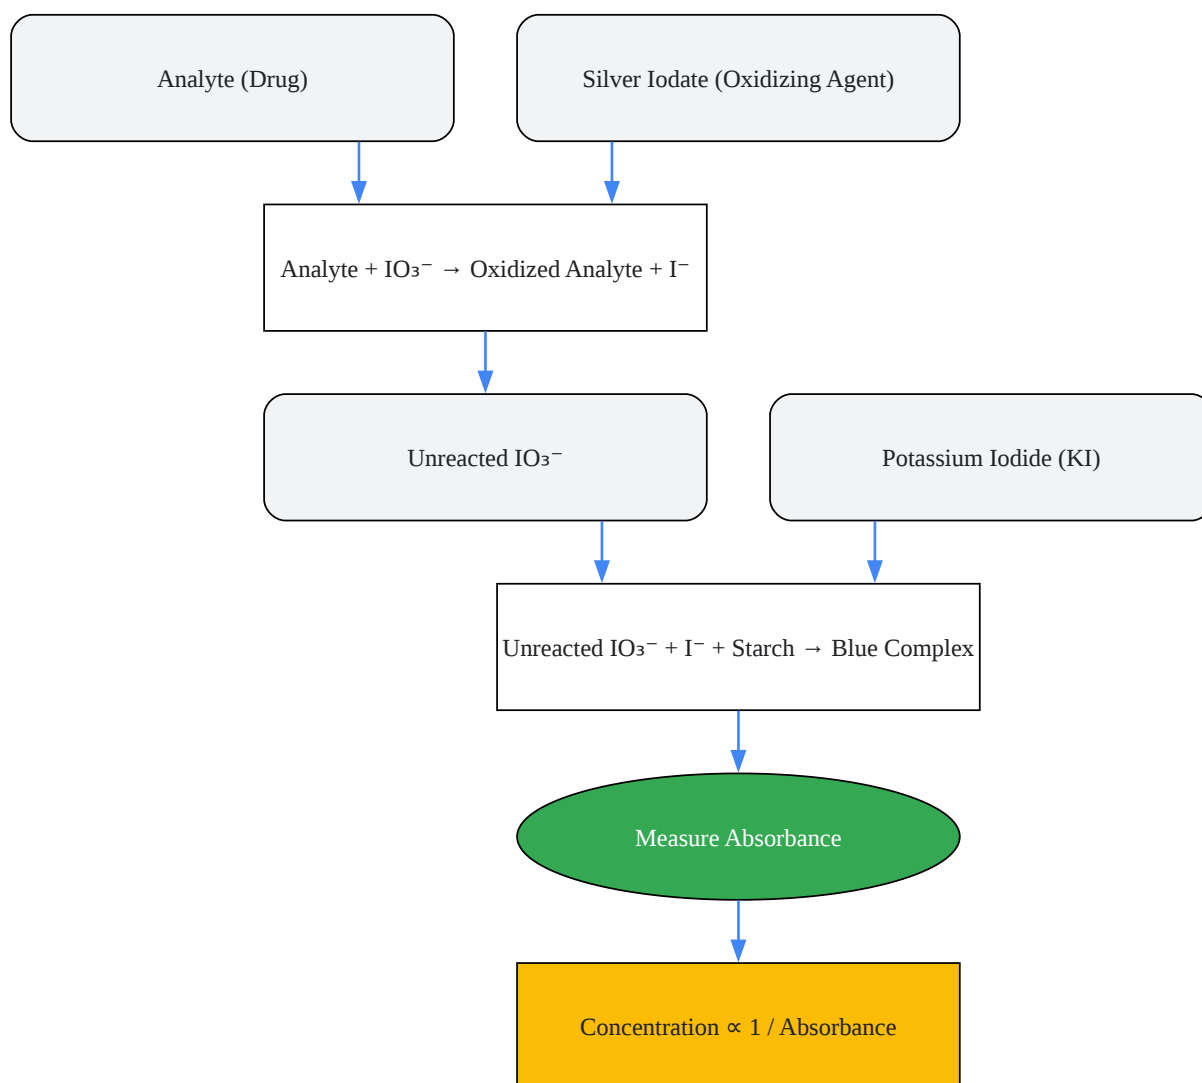 Analyte (Drug)
Silver Iodate (Oxidizing Agent)
Analyte + IO₃⁻ → Oxidized Analyte + I⁻
Unreacted IO₃⁻
Potassium Iodide (KI)
Unreacted IO₃⁻ + I⁻ + Starch → Blue Complex
Measure Absorbance
Concentration ∝ 1 / Absorbance